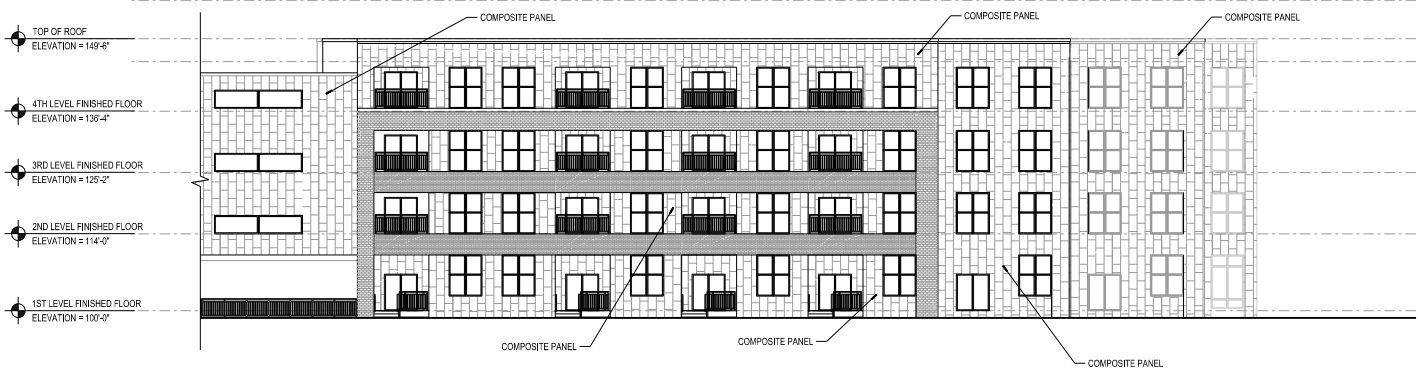 COMPOSITE PANEL
COMPOSITE PANEL
COMPOSITE PANEL
TOP OF ROOF
ELEVATION = 149'-6"
4TH LEVEL FINISHED FLOOR
ELEVATION = 136'-4"
3RD LEVEL FINISHED FLOOR
ELEVATION = 125'-2"
2ND LEVEL FINISHED FLOOR
ELEVATION = 114'-0"
1ST LEVEL FINISHED FLOOR
ELEVATION = 100'-0"
COMPOSITE PANEL
COMPOSITE PANEL
COMPOSITE PANEL